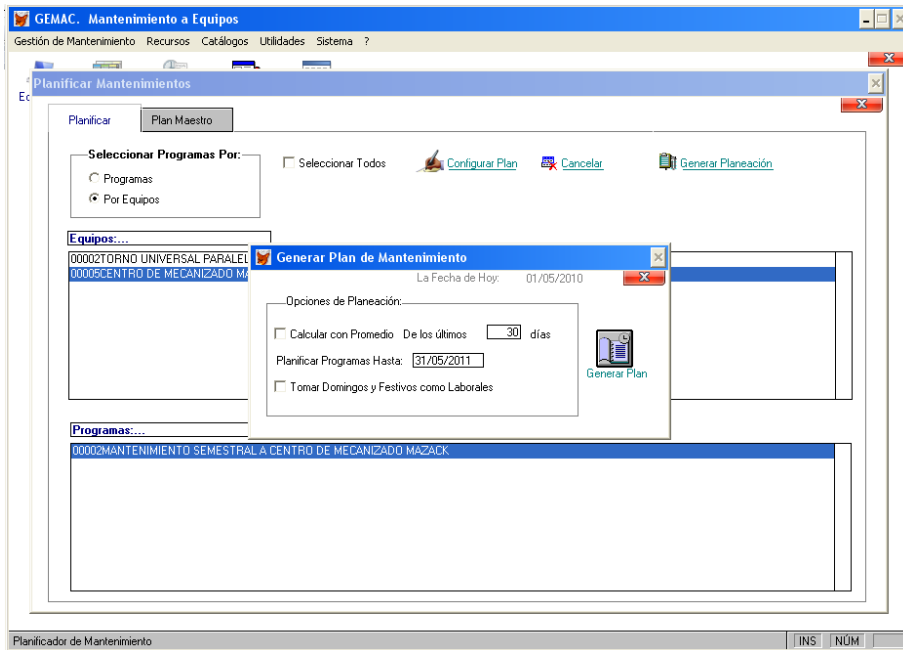 GEMAC.  Mantenimiento a Equipos
Gestión de Mantenimiento  Recursos  Catálogos  Utilidades  Sistema  ?
Planificar Mantenimientos
Planificar  Plan Maestro
Seleccionar Programas Por:
Programas
Por Equipos
Seleccionar Todos  Configurar Plan  Cancelar  Generar Planeación
Equipos:...
00002TORNO UNIVERSAL PARALEL
00005CENTRO DE MECANIZADO MA
Generar Plan de Mantenimiento
La Fecha de Hoy:  01/05/2010
Opciones de Planeación:
Calcular con Promedio  De los últimos  30  días
Planificar Programas Hasta:  31/05/2011
Tomar Domingos y Festivos como Laborales
Generar Plan
Programas:...
00002MANTENIMIENTO SEMESTRAL A CENTRO DE MECANIZADO MAZACK
Planificador de Mantenimiento  INS  NÚM